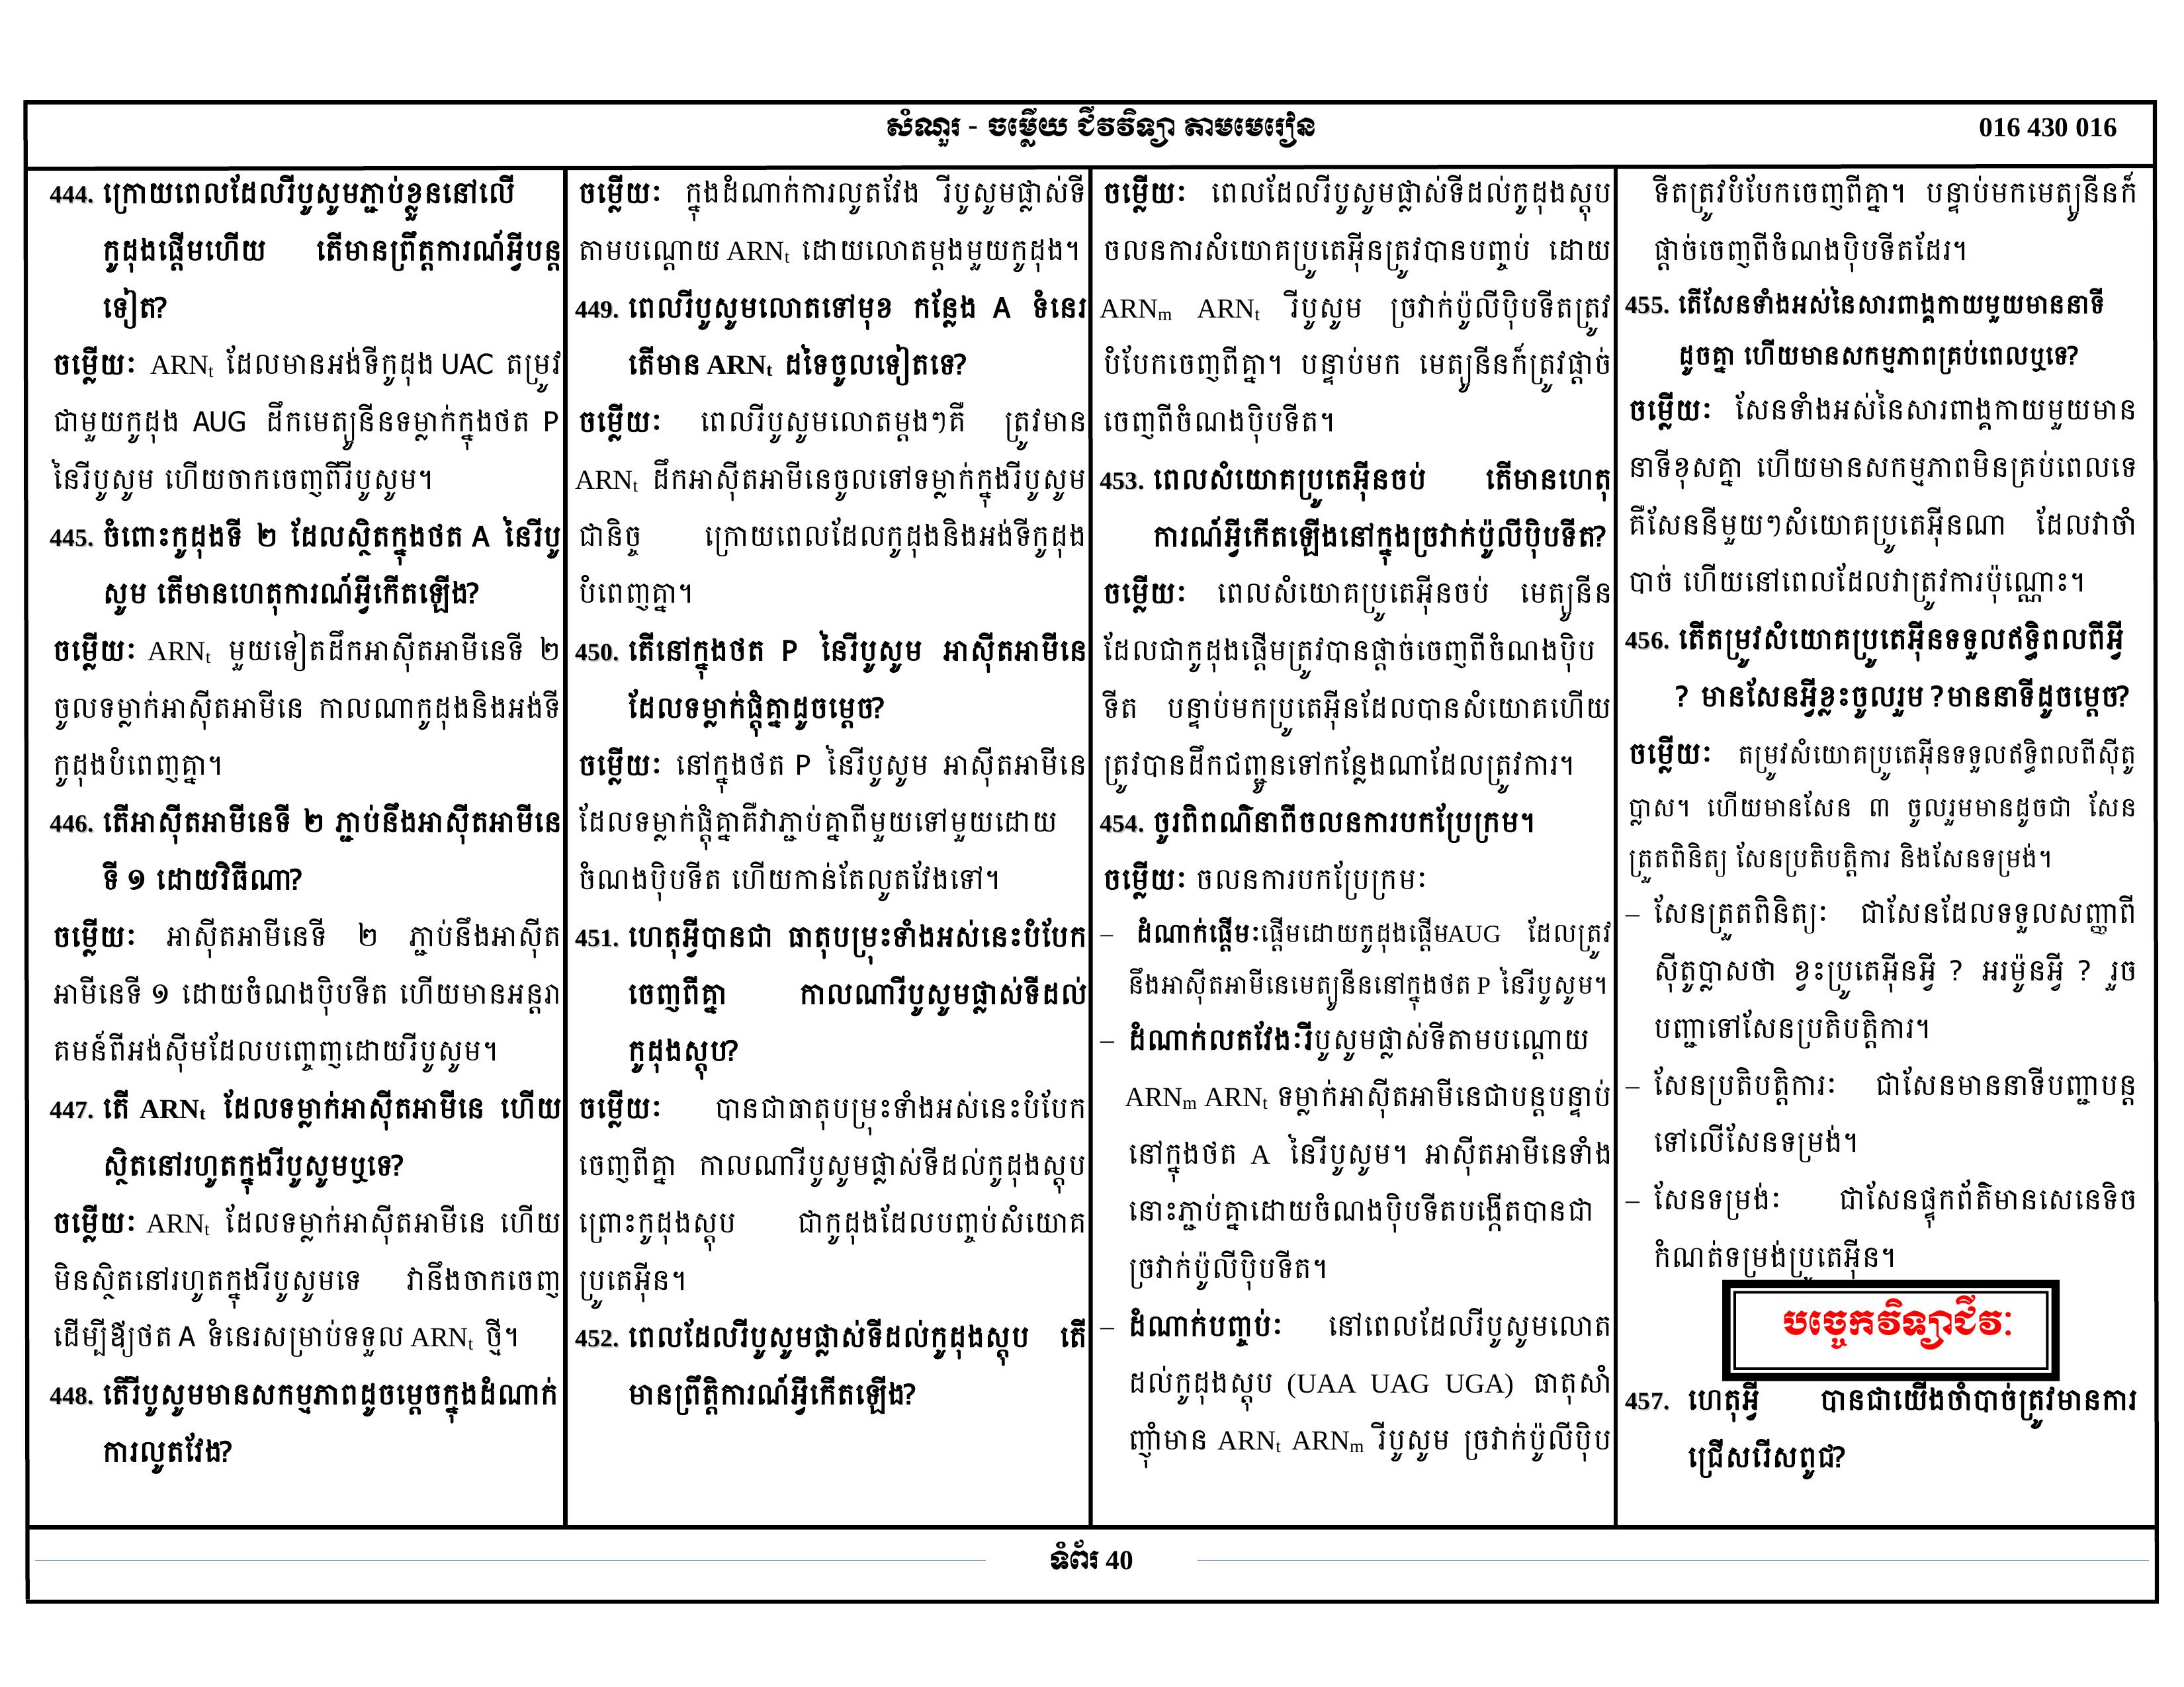 សំណួរ - ចម្លើយ ជីវវិទ្យា តាមមេរៀន
016 430 016
444. ក្រោយពេលដែលរីបូសូមភ្ជាប់ខ្លួននៅលើ
កូដុងផ្តើមហើយ តើមានព្រឹត្តការណ៍អ្វីបន្ត
ទៀត?
ចម្លើយ: ARNt ដែលមានអង់ទីកូដុង UAC តម្រូវ
ជាមួយកូដុង AUG ដឹកមេត្យូនីនទម្លាក់ក្នុងថត P
នៃរីបូសូម ហើយចាកចេញពីរីបូសូម។
445. ចំពោះកូដុងទី ២ ដែលស្ថិតក្នុងថត A នៃរីបូ
សូម តើមានហេតុការណ៍អ្វីកើតឡើង?
ចម្លើយ: ARNt មួយទៀតដឹកអាស៊ីតអាមីនេទី ២
ចូលទម្លាក់អាស៊ីតអាមីនេ កាលណាកូដុងនិងអង់ទី
កូដុងបំពេញគ្នា។
446. តើអាស៊ីតអាមីនេទី ២ ភ្ជាប់នឹងអាស៊ីតអាមីនេ
ទី ១ ដោយវិធីណា?
ចម្លើយ: អាស៊ីតអាមីនេទី ២ ភ្ជាប់នឹងអាស៊ីត
អាមីនេទី ១ ដោយចំណងប៉ិបទីត ហើយមានអន្តរា
គមន៍ពីអង់ស៊ីមដែលបញ្ចេញដោយរីបូសូម។
447. តើ ARNt ដែលទម្លាក់អាស៊ីតអាមីនេ ហើយ
ស្ថិតនៅរហូតក្នុងរីបូសូមឬទេ?
ចម្លើយ: ARNt ដែលទម្លាក់អាស៊ីតអាមីនេ ហើយ
មិនស្ថិតនៅរហូតក្នុងរីបូសូមទេ វានឹងចាកចេញ
ដើម្បីឱ្យថត A ទំនេរសម្រាប់ទទួល ARNt ថ្មី។
448. តើរីបូសូមមានសកម្មភាពដូចម្តេចក្នុងដំណាក់
ការលូតវែង?
ចម្លើយ: ក្នុងដំណាក់ការលូតវែង រីបូសូមផ្លាស់ទី
តាមបណ្តោយ ARNt ដោយលោតម្តងមួយកូដុង។
449. ពេលរីបូសូមលោតទៅមុខ កន្លែង A ទំនេរ
តើមាន ARNt ដទៃចូលទៀតទេ?
ចម្លើយ: ពេលរីបូសូមលោតម្តងៗគឺ ត្រូវមាន
ARNt ដឹកអាស៊ីតអាមីនេចូលទៅទម្លាក់ក្នុងរីបូសូម
ជានិច្ច ក្រោយពេលដែលកូដុងនិងអង់ទីកូដុង
បំពេញគ្នា។
450. តើនៅក្នុងថត P នៃរីបូសូម អាស៊ីតអាមីនេ
ដែលទម្លាក់ផ្តុំគ្នាដូចម្តេច?
ចម្លើយ: នៅក្នុងថត P នៃរីបូសូម អាស៊ីតអាមីនេ
ដែលទម្លាក់ផ្តុំគ្នាគឺវាភ្ជាប់គ្នាពីមួយទៅមួយដោយ
ចំណងប៉ិបទីត ហើយកាន់តែលូតវែងទៅ។
451. ហេតុអ្វីបានជា ធាតុបម្រុះទាំងអស់នេះបំបែក
ចេញពីគ្នា កាលណារីបូសូមផ្លាស់ទីដល់
កូដុងស្តុប?
ចម្លើយ: បានជាធាតុបម្រុះទាំងអស់នេះបំបែក
ចេញពីគ្នា កាលណារីបូសូមផ្លាស់ទីដល់កូដុងស្តុប
ព្រោះកូដុងស្តុប ជាកូដុងដែលបញ្ចប់សំយោគ
ប្រូតេអ៊ីន។
452. ពេលដែលរីបូសូមផ្លាស់ទីដល់កូដុងស្តុប តើ
មានព្រឹត្តិការណ៍អ្វីកើតឡើង?
ចម្លើយ: ពេលដែលរីបូសូមផ្លាស់ទីដល់កូដុងស្តុប
ចលនការសំយោគប្រូតេអ៊ីនត្រូវបានបញ្ចប់ ដោយ
ARNm ARNt រីបូសូម ច្រវាក់ប៉ូលីប៉ិបទីតត្រូវ
បំបែកចេញពីគ្នា។ បន្ទាប់មក មេត្យូនីនក៏ត្រូវផ្តាច់
ចេញពីចំណងប៉ិបទីត។
453. ពេលសំយោគប្រូតេអ៊ីនចប់ តើមានហេតុ
ការណ៍អ្វីកើតឡើងនៅក្នុងច្រវាក់ប៉ូលីប៉ិបទីត?
ចម្លើយ: ពេលសំយោគប្រូតេអ៊ីនចប់ មេត្យូនីន
ដែលជាកូដុងផ្តើមត្រូវបានផ្តាច់ចេញពីចំណងប៉ិប
ទីត បន្ទាប់មកប្រូតេអ៊ីនដែលបានសំយោគហើយ
ត្រូវបានដឹកជញ្ជូនទៅកន្លែងណាដែលត្រូវការ។
454. ចូរពិពណ៌នាពីចលនការបកប្រែក្រម។
ចម្លើយ: ចលនការបកប្រែក្រម:
– ដំណាក់ផ្តើម:ផ្តើមដោយកូដុងផ្តើមAUG ដែលត្រូវ
នឹងអាស៊ីតអាមីនេមេត្យូនីននៅក្នុងថត P នៃរីបូសូម។
– ដំណាក់លតវែង:រីបូសូមផ្លាស់ទីតាមបណ្តោយ
ARNm ARNt ទម្លាក់អាស៊ីតអាមីនេជាបន្តបន្ទាប់
នៅក្នុងថត A នៃរីបូសូម។ អាស៊ីតអាមីនេទាំង
នោះភ្ជាប់គ្នាដោយចំណងប៉ិបទីតបង្កើតបានជា
ច្រវាក់ប៉ូលីប៉ិបទីត។
– ដំណាក់បញ្ចប់: នៅពេលដែលរីបូសូមលោត
ដល់កូដុងស្តុប (UAA UAG UGA) ធាតុសាំ
ញ៉ាំមាន ARNt ARNm រីបូសូម ច្រវាក់ប៉ូលីប៉ិប
ទីតត្រូវបំបែកចេញពីគ្នា។ បន្ទាប់មកមេត្យូនីនក៏
ផ្តាច់ចេញពីចំណងប៉ិបទីតដែរ។
455. តើសែនទាំងអស់នៃសារពាង្គកាយមួយមាននាទី
ដូចគ្នា ហើយមានសកម្មភាពគ្រប់ពេលឬទេ?
ចម្លើយ: សែនទាំងអស់នៃសារពាង្គកាយមួយមាន
នាទីខុសគ្នា ហើយមានសកម្មភាពមិនគ្រប់ពេលទេ
គឺសែននីមួយៗសំយោគប្រូតេអ៊ីនណា ដែលវាចាំ
បាច់ ហើយនៅពេលដែលវាត្រូវការប៉ុណ្ណោះ។
456. តើតម្រូវសំយោគប្រូតេអ៊ីនទទួលឥទ្ធិពលពីអ្វី
? មានសែនអ្វីខ្លះចូលរួម ?មាននាទីដូចម្តេច?
ចម្លើយ: តម្រូវសំយោគប្រូតេអ៊ីនទទួលឥទ្ធិពលពីស៊ីតូ
ប្លាស។ ហើយមានសែន ៣ ចូលរួមមានដូចជា សែន
ត្រួតពិនិត្យ សែនប្រតិបត្តិការ និងសែនទម្រង់។
– សែនត្រួតពិនិត្យ: ជាសែនដែលទទួលសញ្ញាពី
ស៊ីតូប្លាសថា ខ្វះប្រូតេអ៊ីនអ្វី ? អរម៉ូនអ្វី ? រួច
បញ្ជាទៅសែនប្រតិបត្តិការ។
– សែនប្រតិបត្តិការ: ជាសែនមាននាទីបញ្ជាបន្ត
ទៅលើសែនទម្រង់។
– សែនទម្រង់: ជាសែនផ្ទុកព័ត៌មានសេនេទិច
កំណត់ទម្រង់ប្រូតេអ៊ីន។
បច្ចេកវិទ្យាជីវៈ
457. ហេតុអ្វី បានជាយើងចាំបាច់ត្រូវមានការ
ជ្រើសរើសពូជ?
ទំព័រ 40